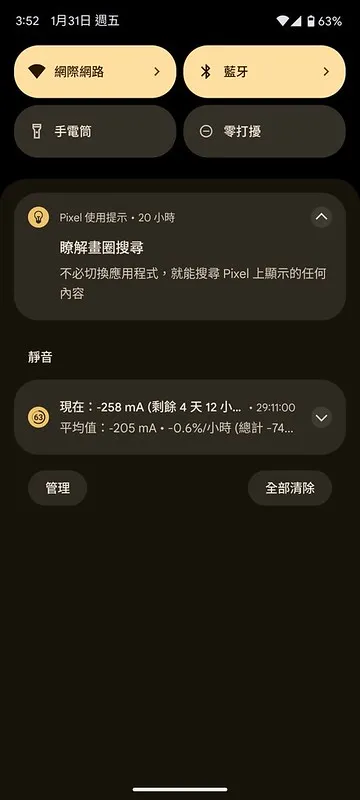 3:52 1月31日 週五 63%
網際網路 藍牙
手電筒 零打擾
Pixel 使用提示 • 20 小時
瞭解畫圈搜尋
不必切換應用程式，就能搜尋 Pixel 上顯示的任何
內容
靜音
63 現在：-258 mA (剩餘 4 天 12 小... • 29:11:00
平均值：-205 mA • -0.6%/小時 (總計 -74...
管理 全部清除